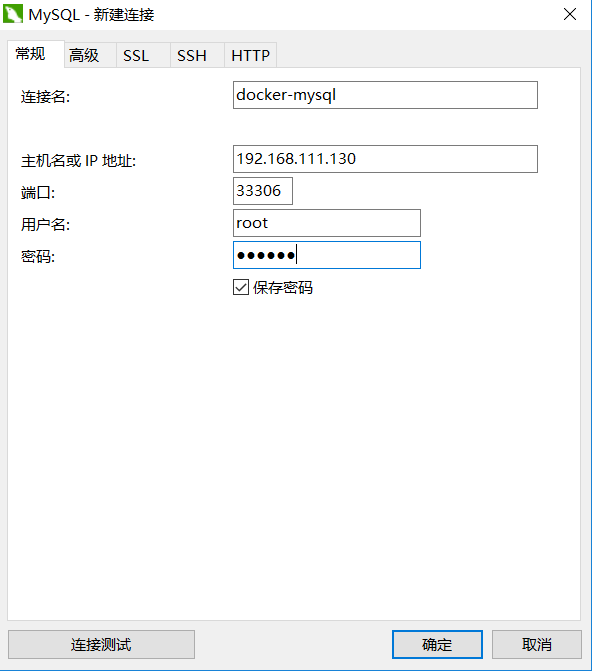 MySQL - 新建连接
常规 高级 SSL SSH HTTP
连接名: docker-mysql
主机名或 IP 地址: 192.168.111.130
端口: 33306
用户名: root
密码: ●●●●●●
保存密码
连接测试 确定 取消